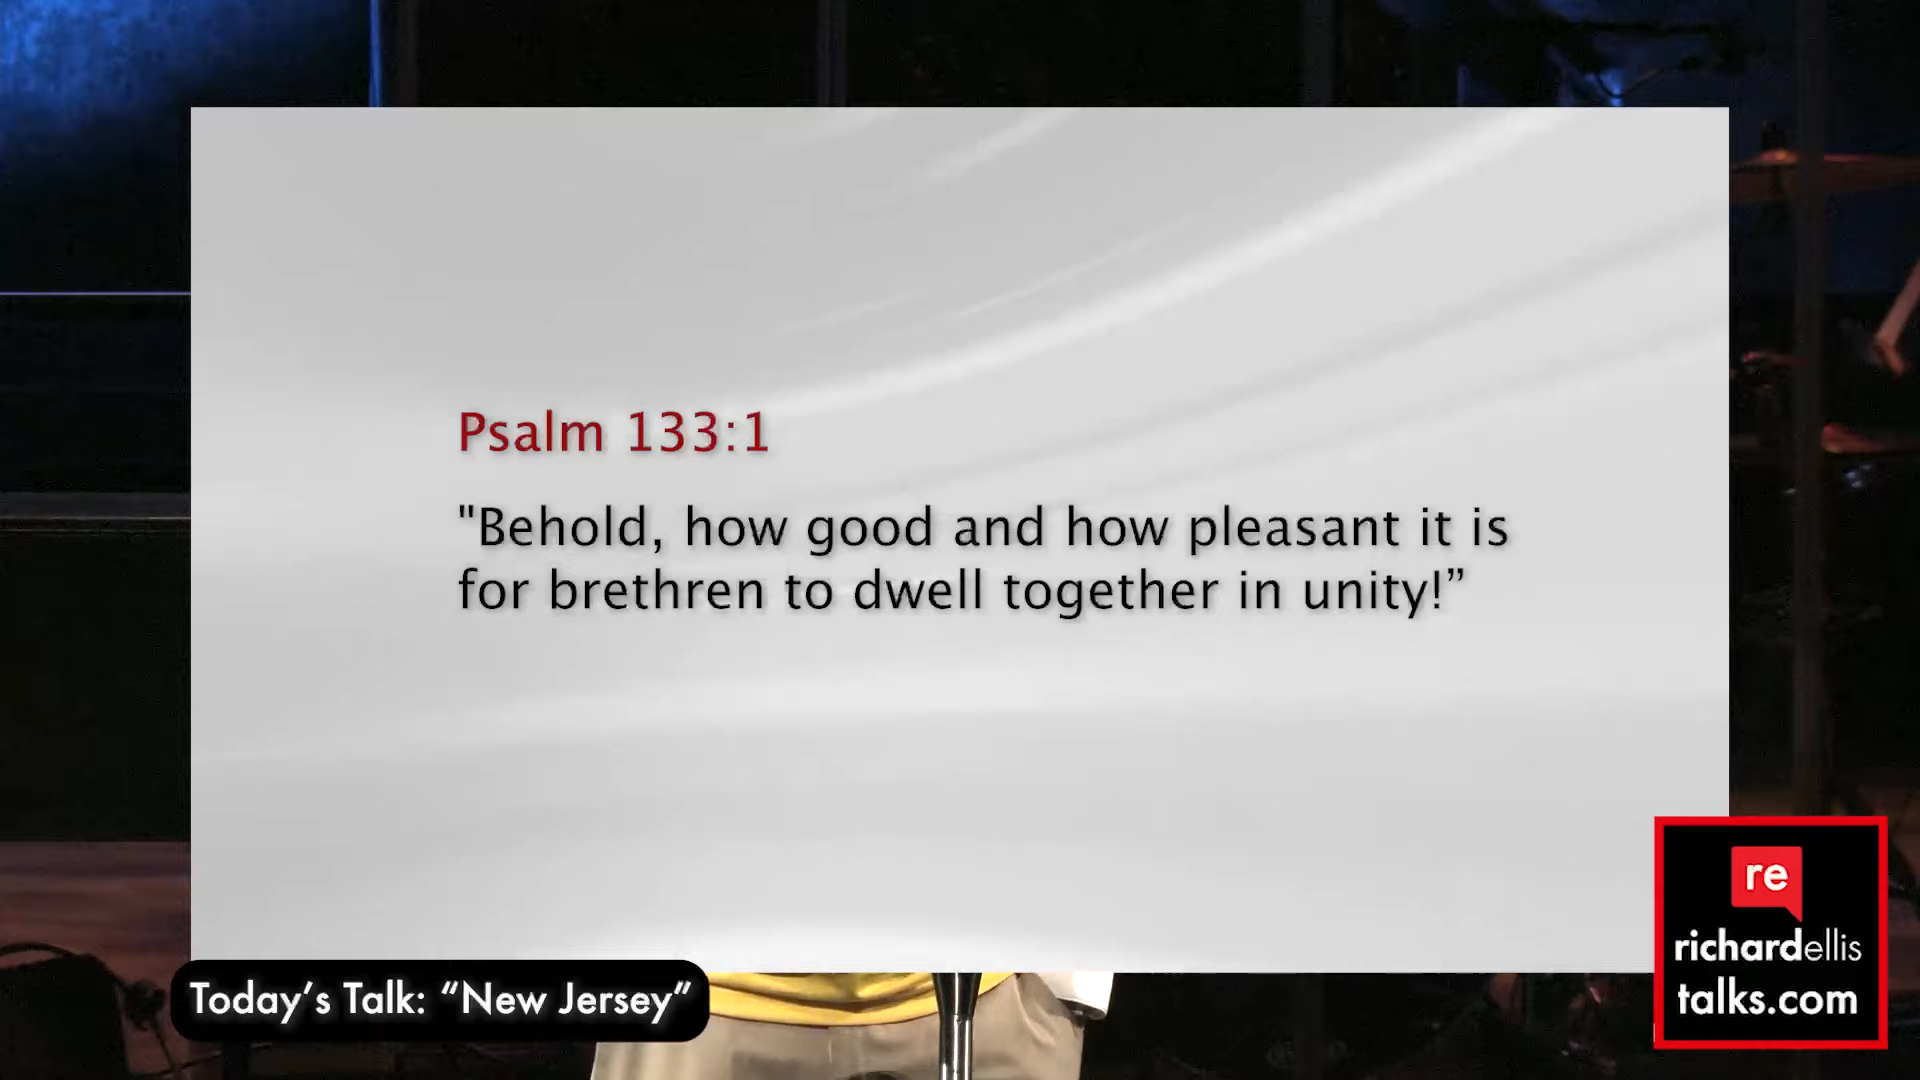 Psalm 133:1
"Behold, how good and how pleasant it is
for brethren to dwell together in unity!”
Today’s Talk: “New Jersey”
re
richardellis
talks.com